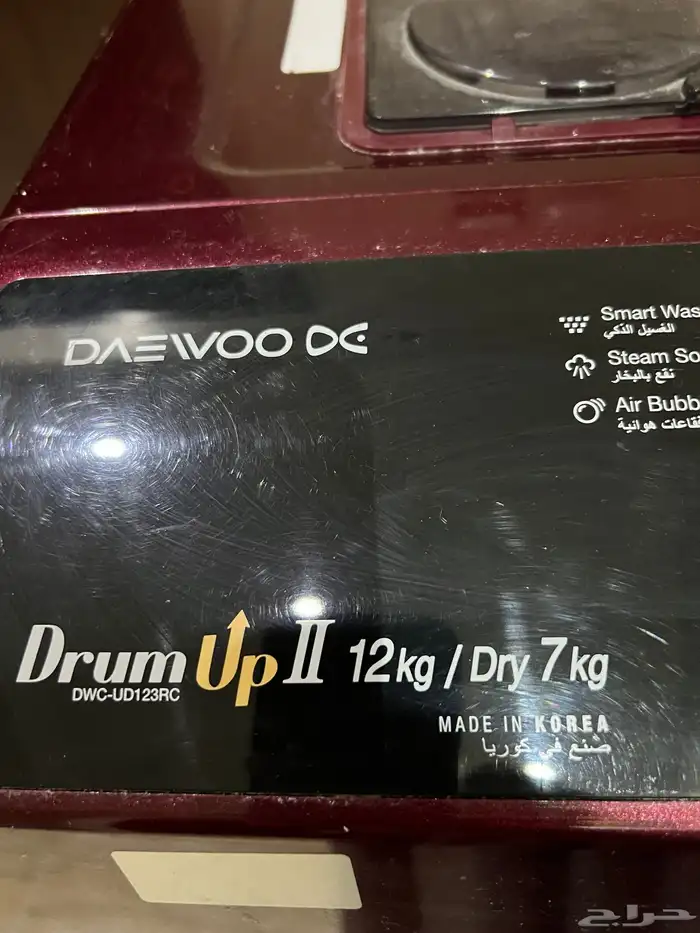 DAEWOO
Smart Was
الغسيل الذكي
Steam So
نقع بالبخار
Air Bubb
فقاعات هوائية
Drum Up II 12kg / Dry 7kg
DWC-UD123RC
MADE IN KOREA
صنع في كوريا
حراج